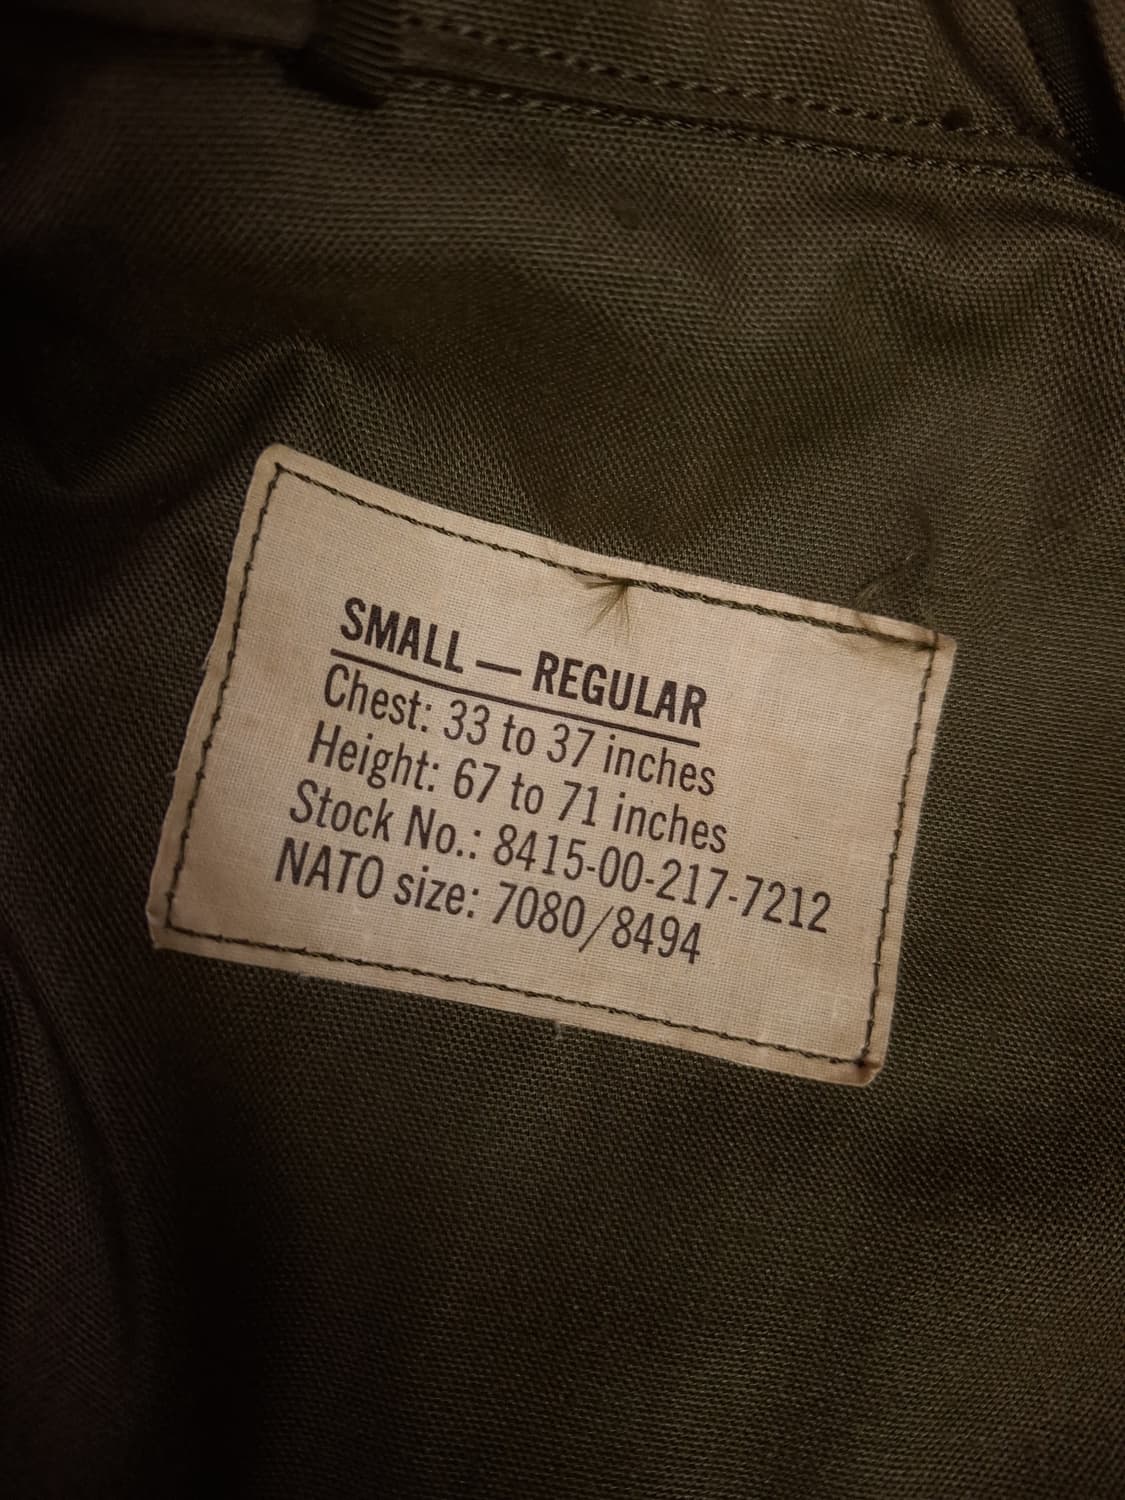 SMALL — REGULAR
Chest: 33 to 37 inches
Height: 67 to 71 inches
Stock No.: 8415-00-217-7212
NATO size: 7080/8494